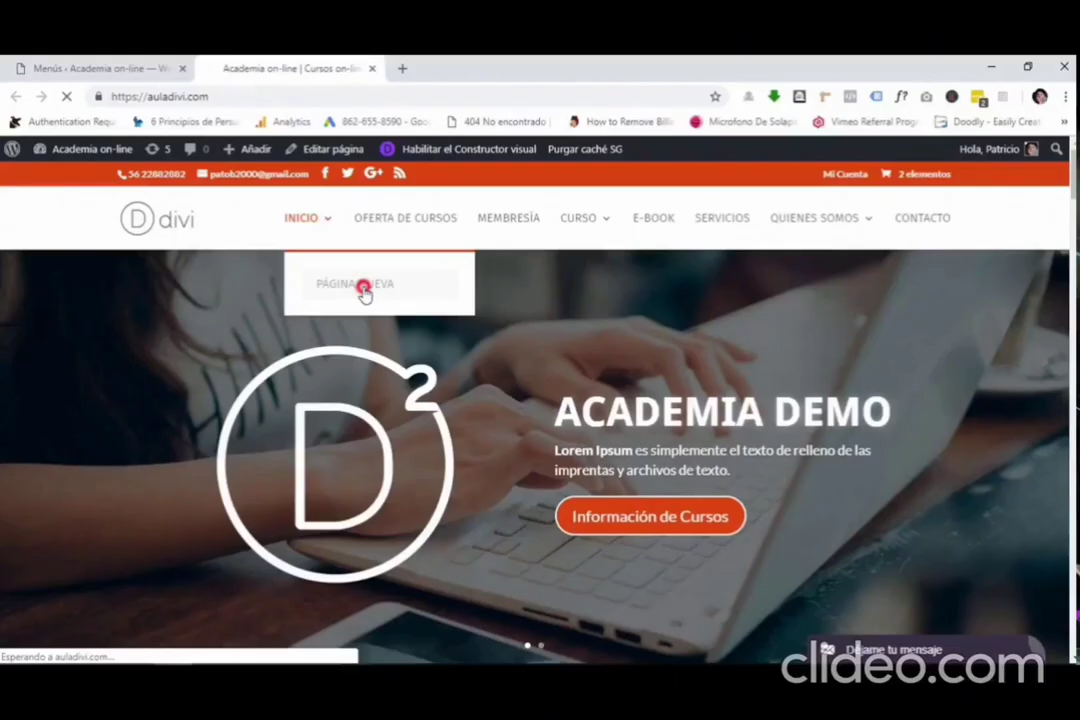 Menús ‹ Academia on-line — W
Academia on-line | Cursos on-lin
https://auladivi.com
Authentication Requ
6 Principios de Persu
Analytics
862-655-8590 - Goo
404 No encontrado
How to Remove Bill
Microfono De Solap
Vimeo Referral Prog
Doodly - Easily Creat
Academia on-line
5
0
Añadir
Editar página
Habilitar el Constructor visual
Purgar caché SG
Hola, Patricio
56 22882882
patob2000@gmail.com
Mi Cuenta
2 elementos
D divi
INICIO
OFERTA DE CURSOS
MEMBRESÍA
CURSO
E-BOOK
SERVICIOS
QUIENES SOMOS
CONTACTO
D2
ACADEMIA DEMO
Lorem Ipsum es simplemente el texto de relleno de las
imprentas y archivos de texto.
Información de Cursos
Esperando a auladivi.com...
Déjame tu mensaje
clideo.com